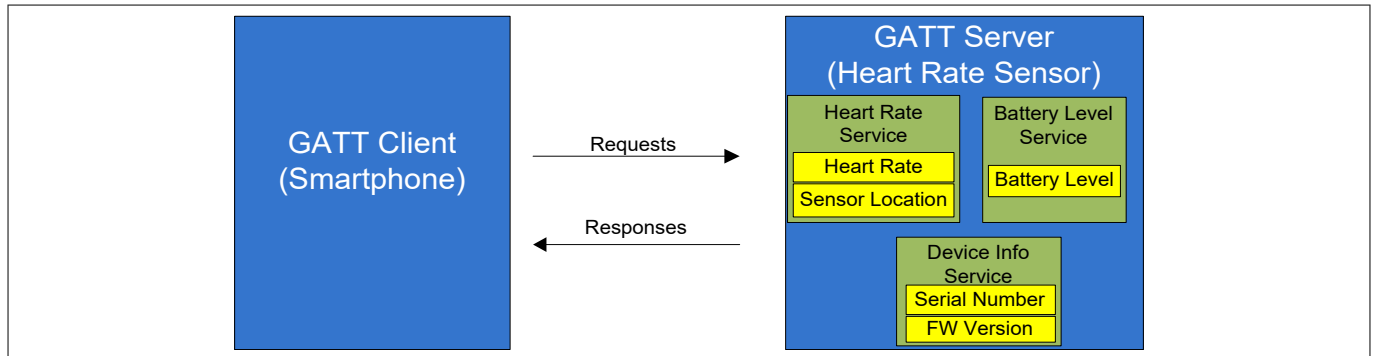 GATT Client
(Smartphone)
Requests
Responses
GATT Server
(Heart Rate Sensor)
Heart Rate
Service
Heart Rate
Sensor Location
Battery Level
Service
Battery Level
Device Info
Service
Serial Number
FW Version